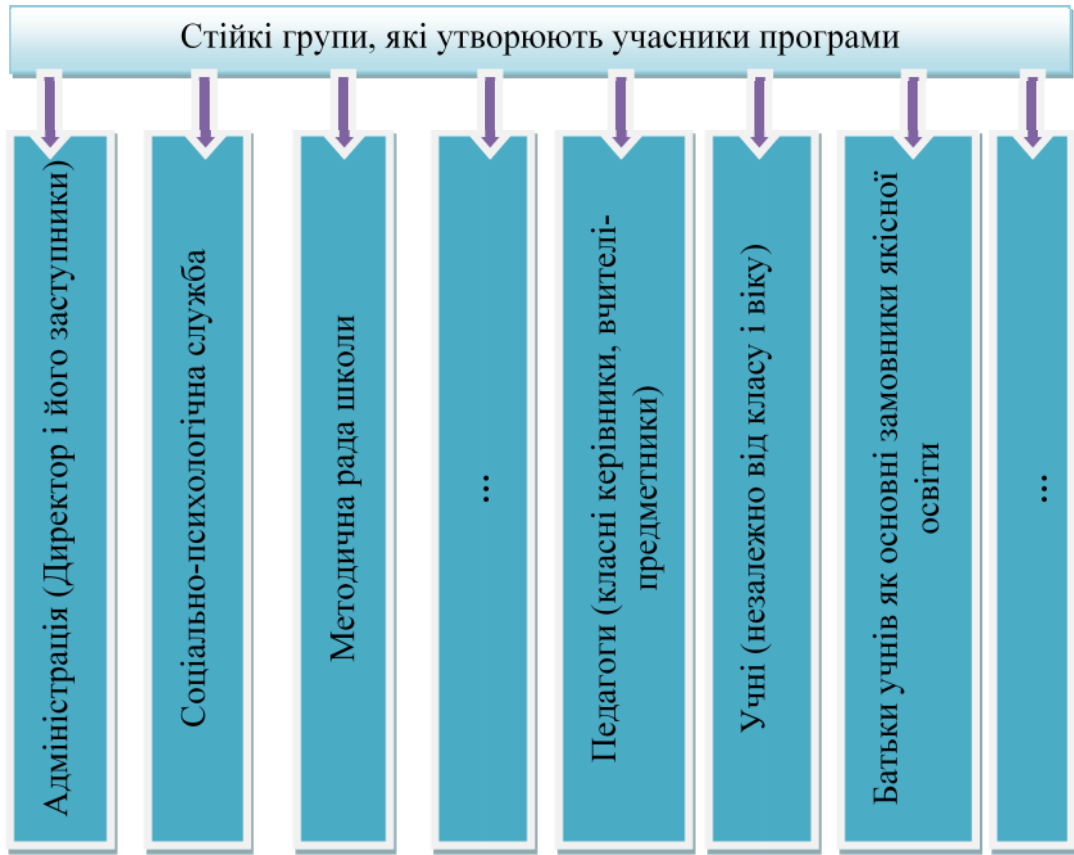 Стійкі групи, які утворюють учасники програми
Адміністрація (Директор і його заступники)
Соціально-психологічна служба
Методична рада школи
...
Педагоги (класні керівники, вчителі-
предметники)
Учні (незалежно від класу і віку)
Батьки учнів як основні замовники якісної
освіти
...